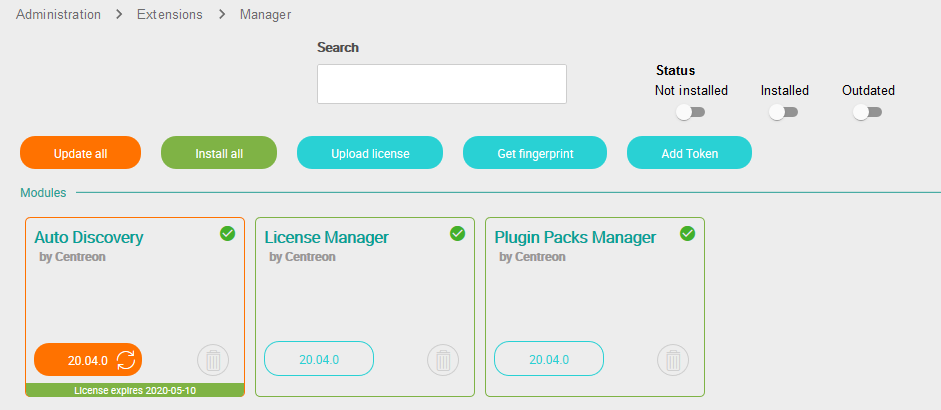 Administration > Extensions > Manager
Search
Status
Not installed Installed Outdated
Update all Install all Upload license Get fingerprint Add Token
Modules
Auto Discovery License Manager Plugin Packs Manager
by Centreon by Centreon by Centreon
20.04.0 20.04.0 20.04.0
License expires 2020-05-10